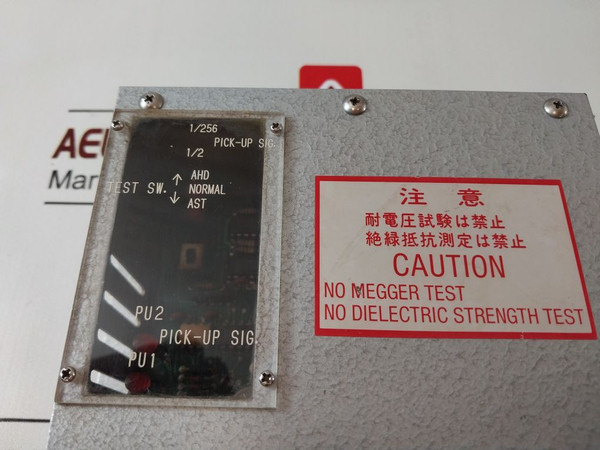 1/256
PICK-UP SIG.
1/2
TEST SW.
↑ AHD
NORMAL
↓ AST
PU2
PICK-UP SIG.
PU1
注 意
耐電圧試験は禁止
絶縁抵抗測定は禁止
CAUTION
NO MEGGER TEST
NO DIELECTRIC STRENGTH TEST